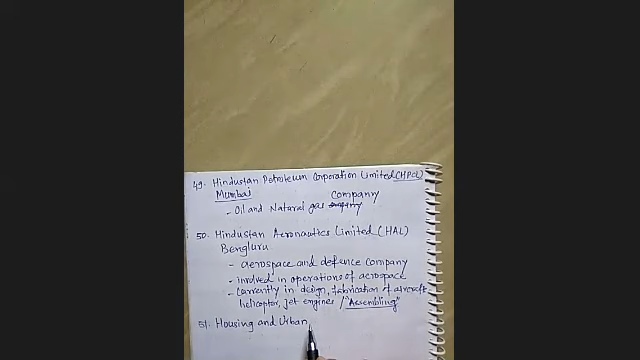 49. Hindustan Petroleum Corporation Limited (HPCL)
Mumbai
- Oil and Natural gas Company
50. Hindustan Aeronautics Limited (HAL)
Bengluru
- aerospace and defence company
- involved in operations of aerospace
- currently in design, fabrication of aircraft
helicopter, jet engines / "Assembling"
51. Housing and Urban